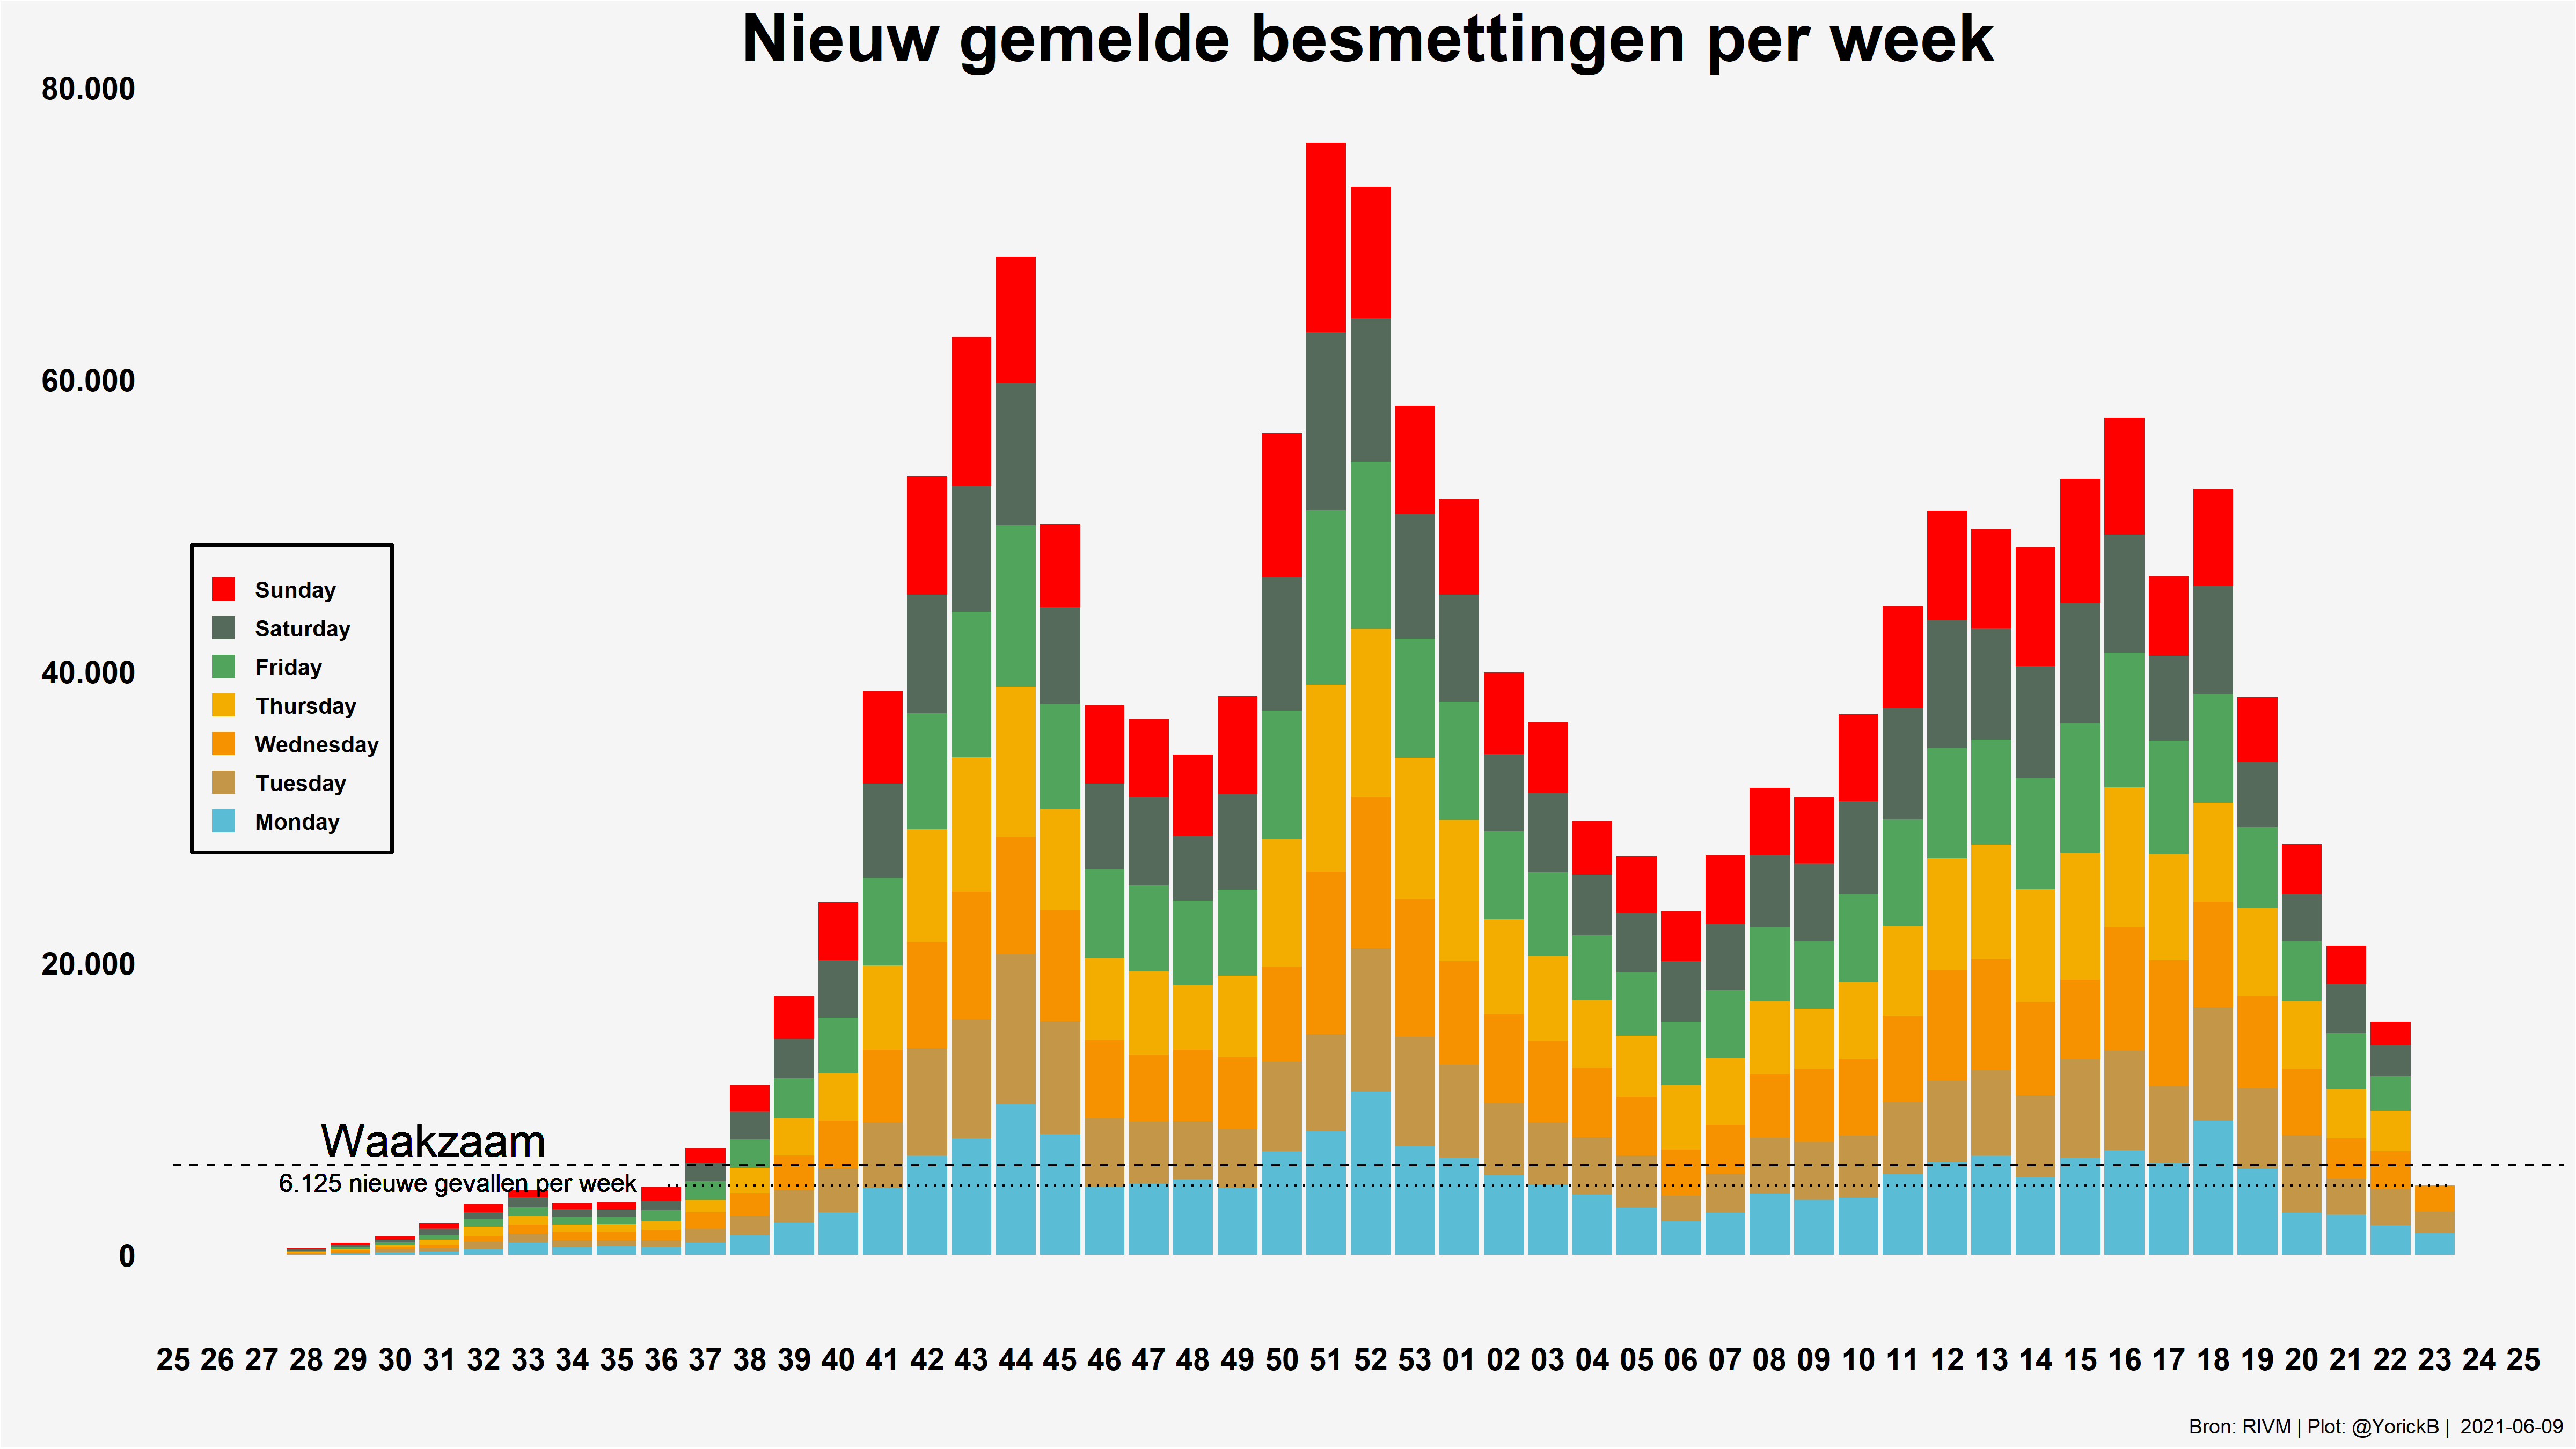 Nieuw gemelde besmettingen per week
80.000
60.000
40.000
20.000
0
Sunday
Saturday
Friday
Thursday
Wednesday
Tuesday
Monday
Waakzaam
6.125 nieuwe gevallen per week
25 26 27 28 29 30 31 32 33 34 35 36 37 38 39 40 41 42 43 44 45 46 47 48 49 50 51 52 53 01 02 03 04 05 06 07 08 09 10 11 12 13 14 15 16 17 18 19 20 21 22 23 24 25
Bron: RIVM | Plot: @YorickB | 2021-06-09